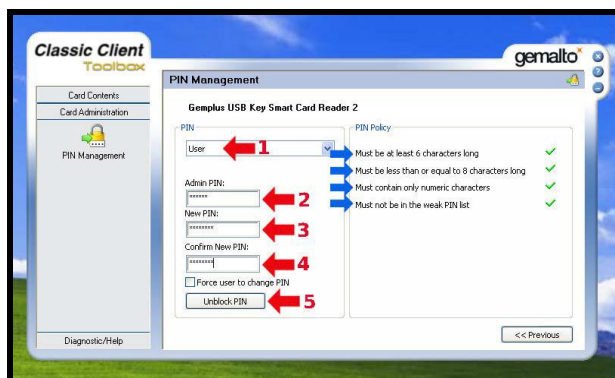 Classic Client
Toolbox
gemalto
PIN Management
Card Contents
Card Administration
PIN Management
Diagnostic/Help
Gemplus USB Key Smart Card Reader 2
PIN
User
1
Admin PIN:
******
2
New PIN:
********
3
Confirm New PIN:
********
4
Force user to change PIN
Unblock PIN
5
PIN Policy
Must be at least 6 characters long
Must be less than or equal to 8 characters long
Must contain only numeric characters
Must not be in the weak PIN list
<< Previous